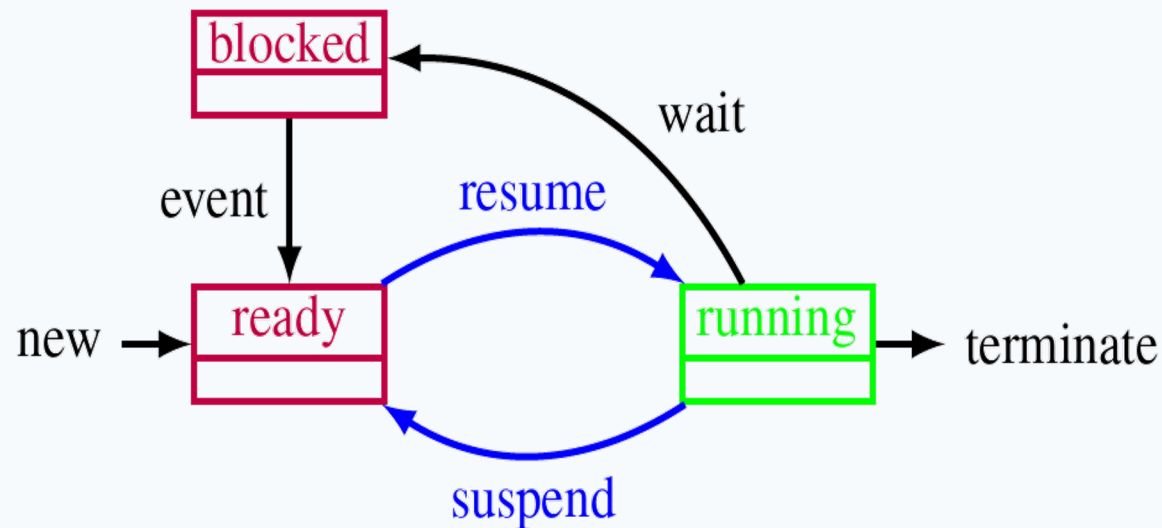 blocked
wait
event
resume
new
ready
running
terminate
suspend